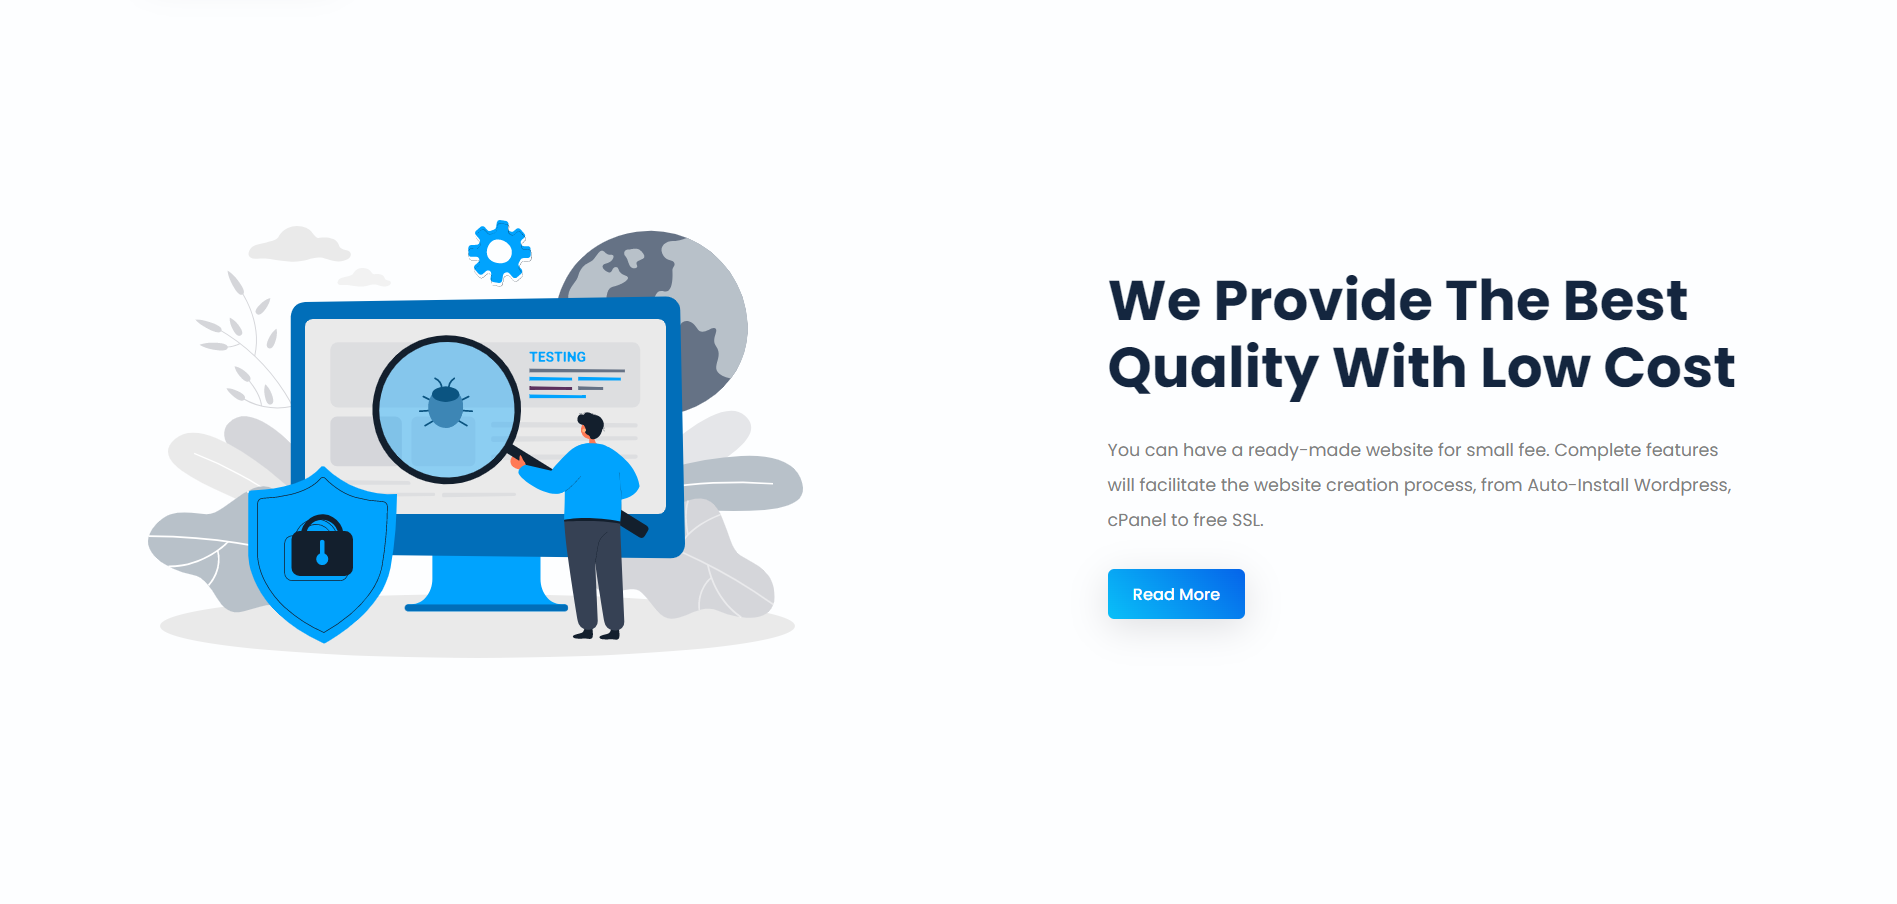 TESTING
We Provide The Best
Quality With Low Cost
You can have a ready-made website for small fee. Complete features
will facilitate the website creation process, from Auto-Install Wordpress,
cPanel to free SSL.
Read More